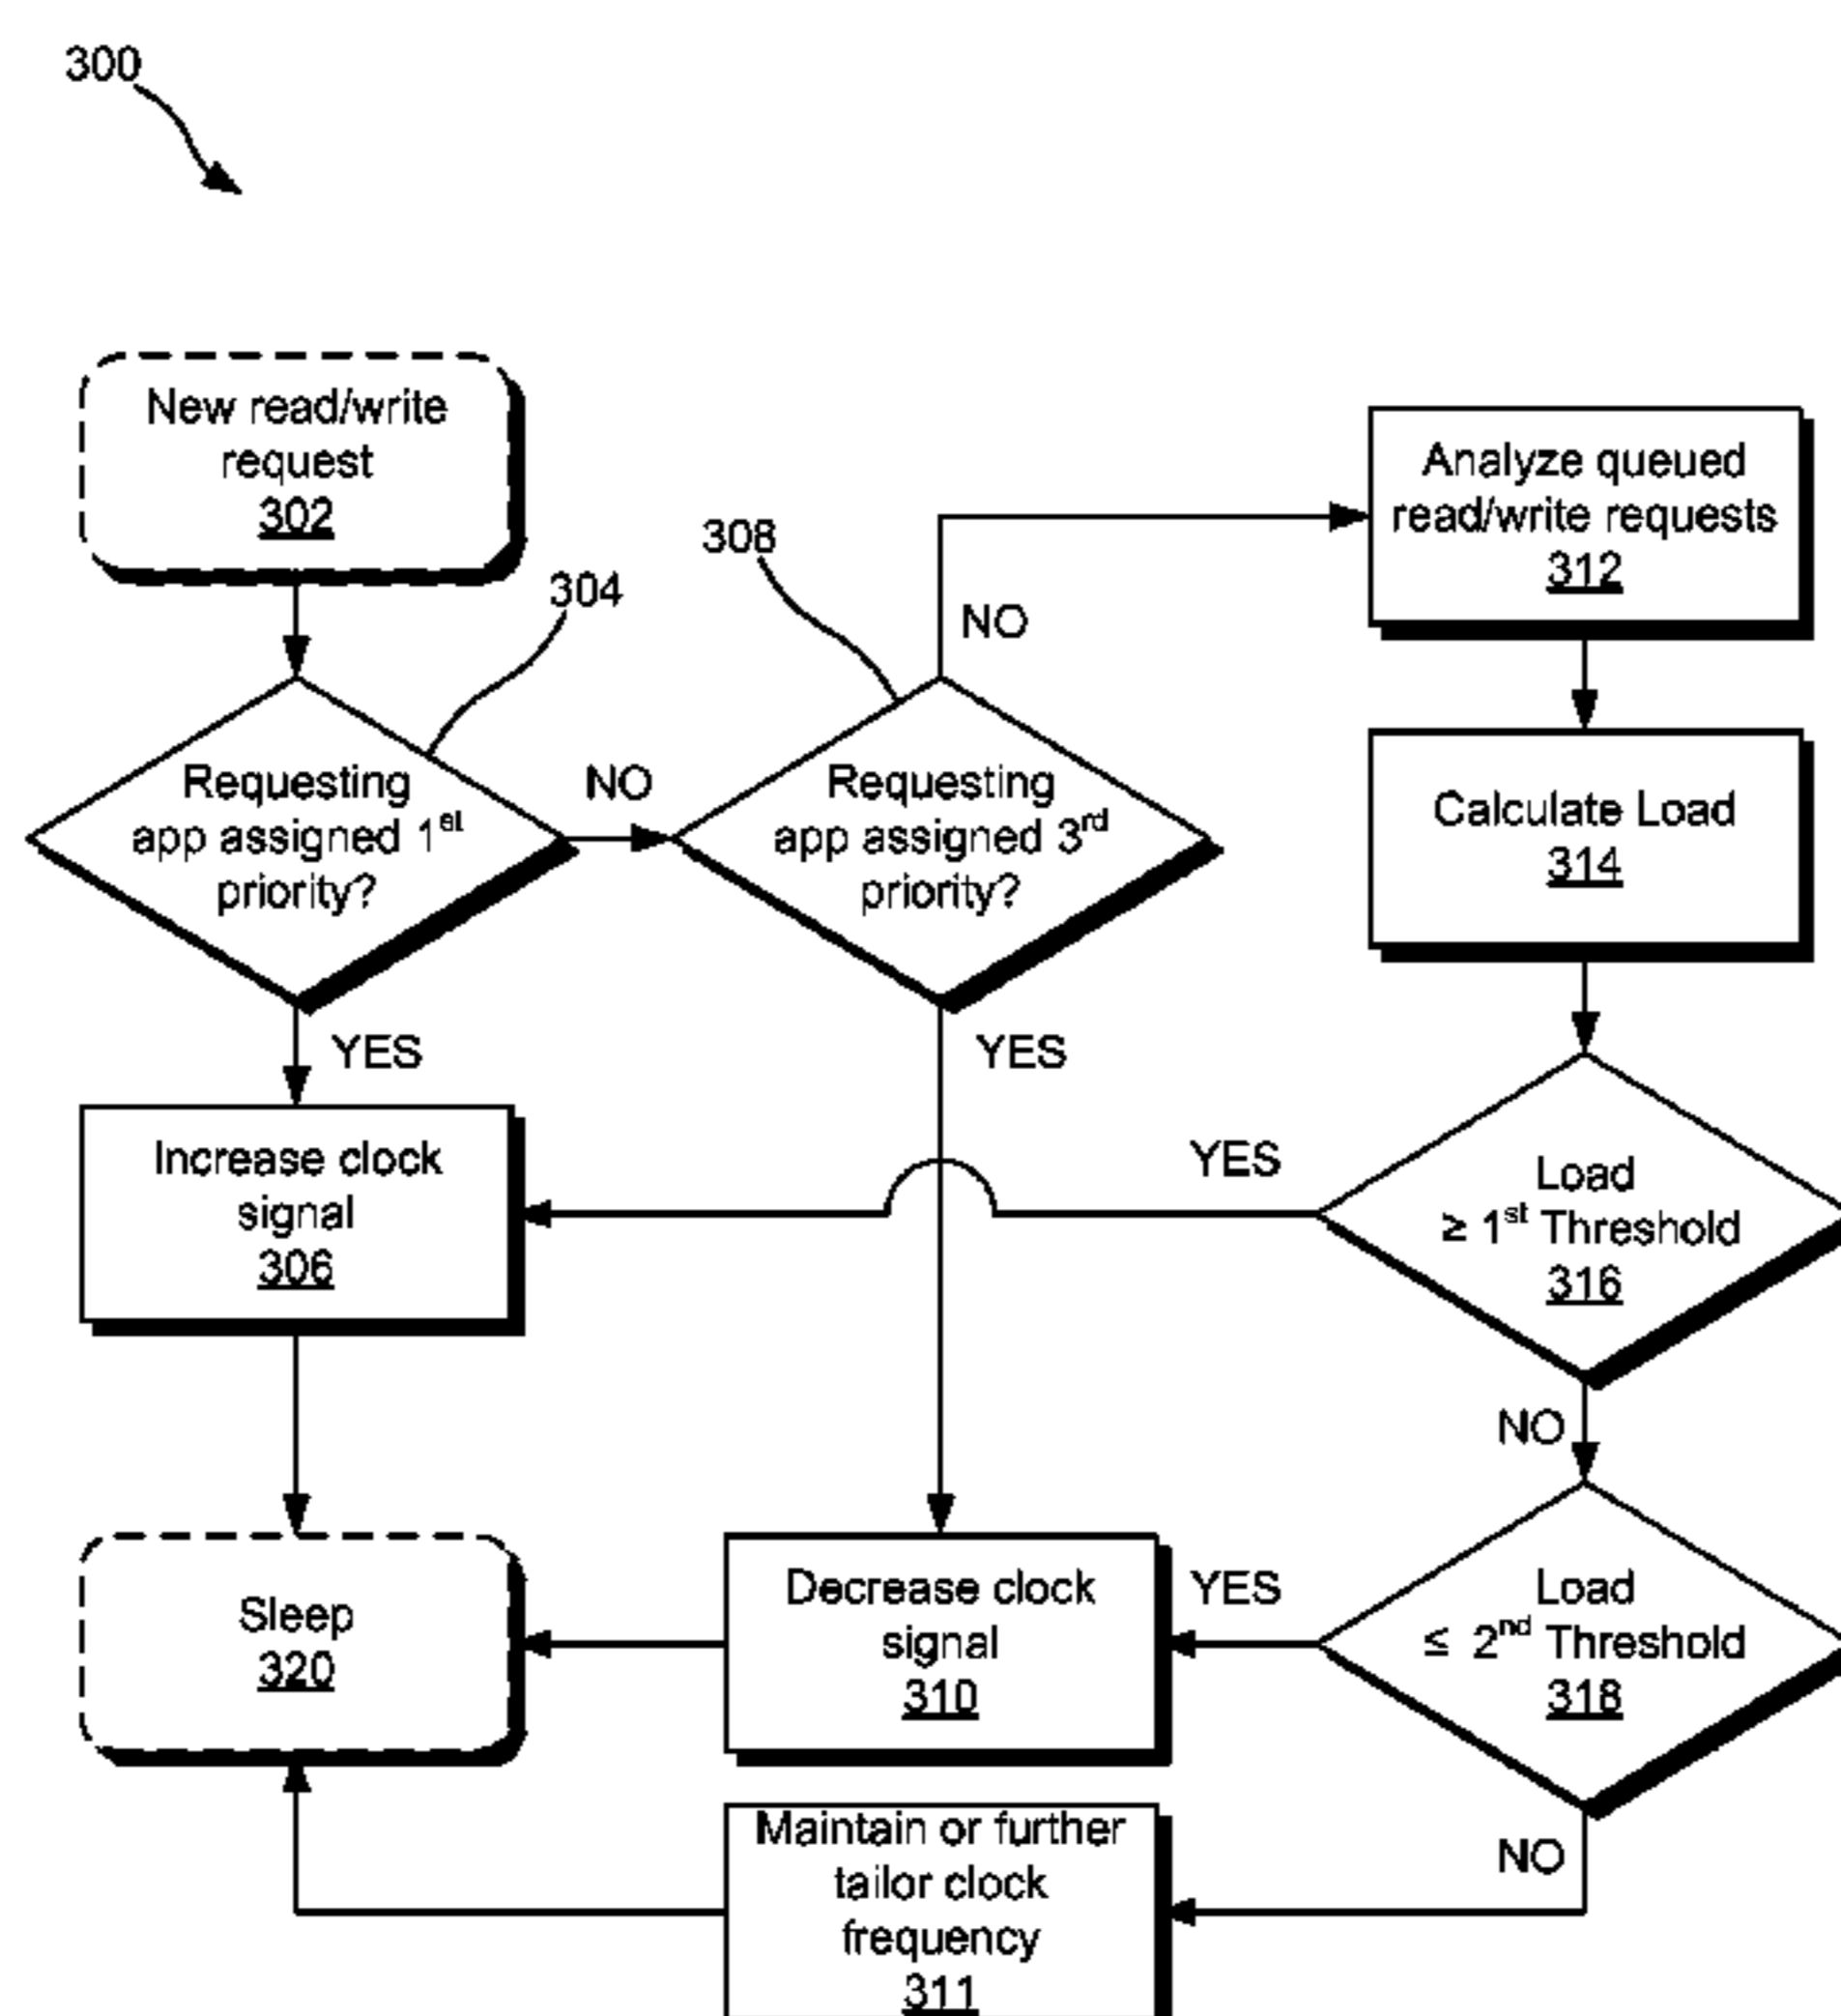 300
New read/write
request
302
304
Requesting
app assigned 1st
priority?
NO
YES
Increase clock
signal
306
308
Requesting
app assigned 3rd
priority?
NO
YES
Analyze queued
read/write requests
312
Calculate Load
314
Load
≥ 1st Threshold
316
YES
NO
Load
≤ 2nd Threshold
318
YES
NO
Decrease clock
signal
310
Maintain or further
tailor clock
frequency
311
Sleep
320